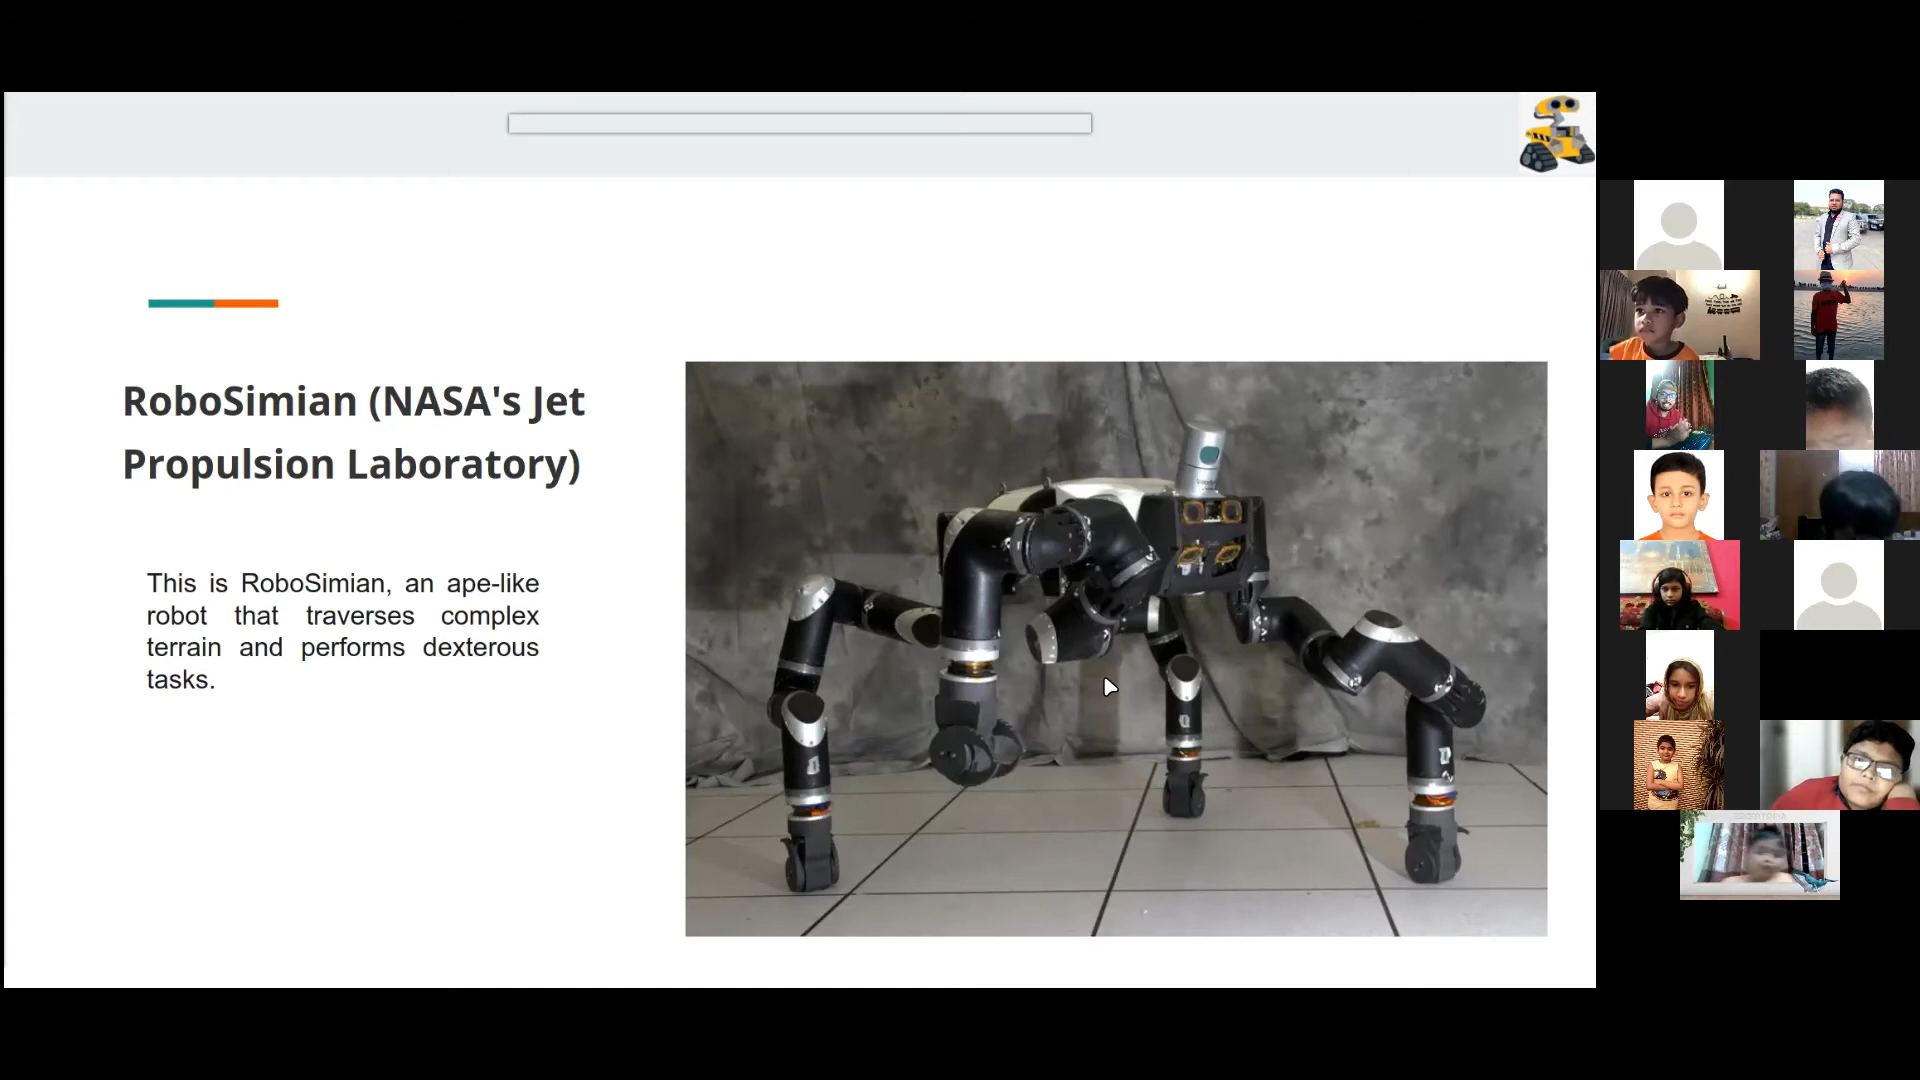 RoboSimian (NASA's Jet
Propulsion Laboratory)
This is RoboSimian, an ape-like
robot that traverses complex
terrain and performs dexterous
tasks.